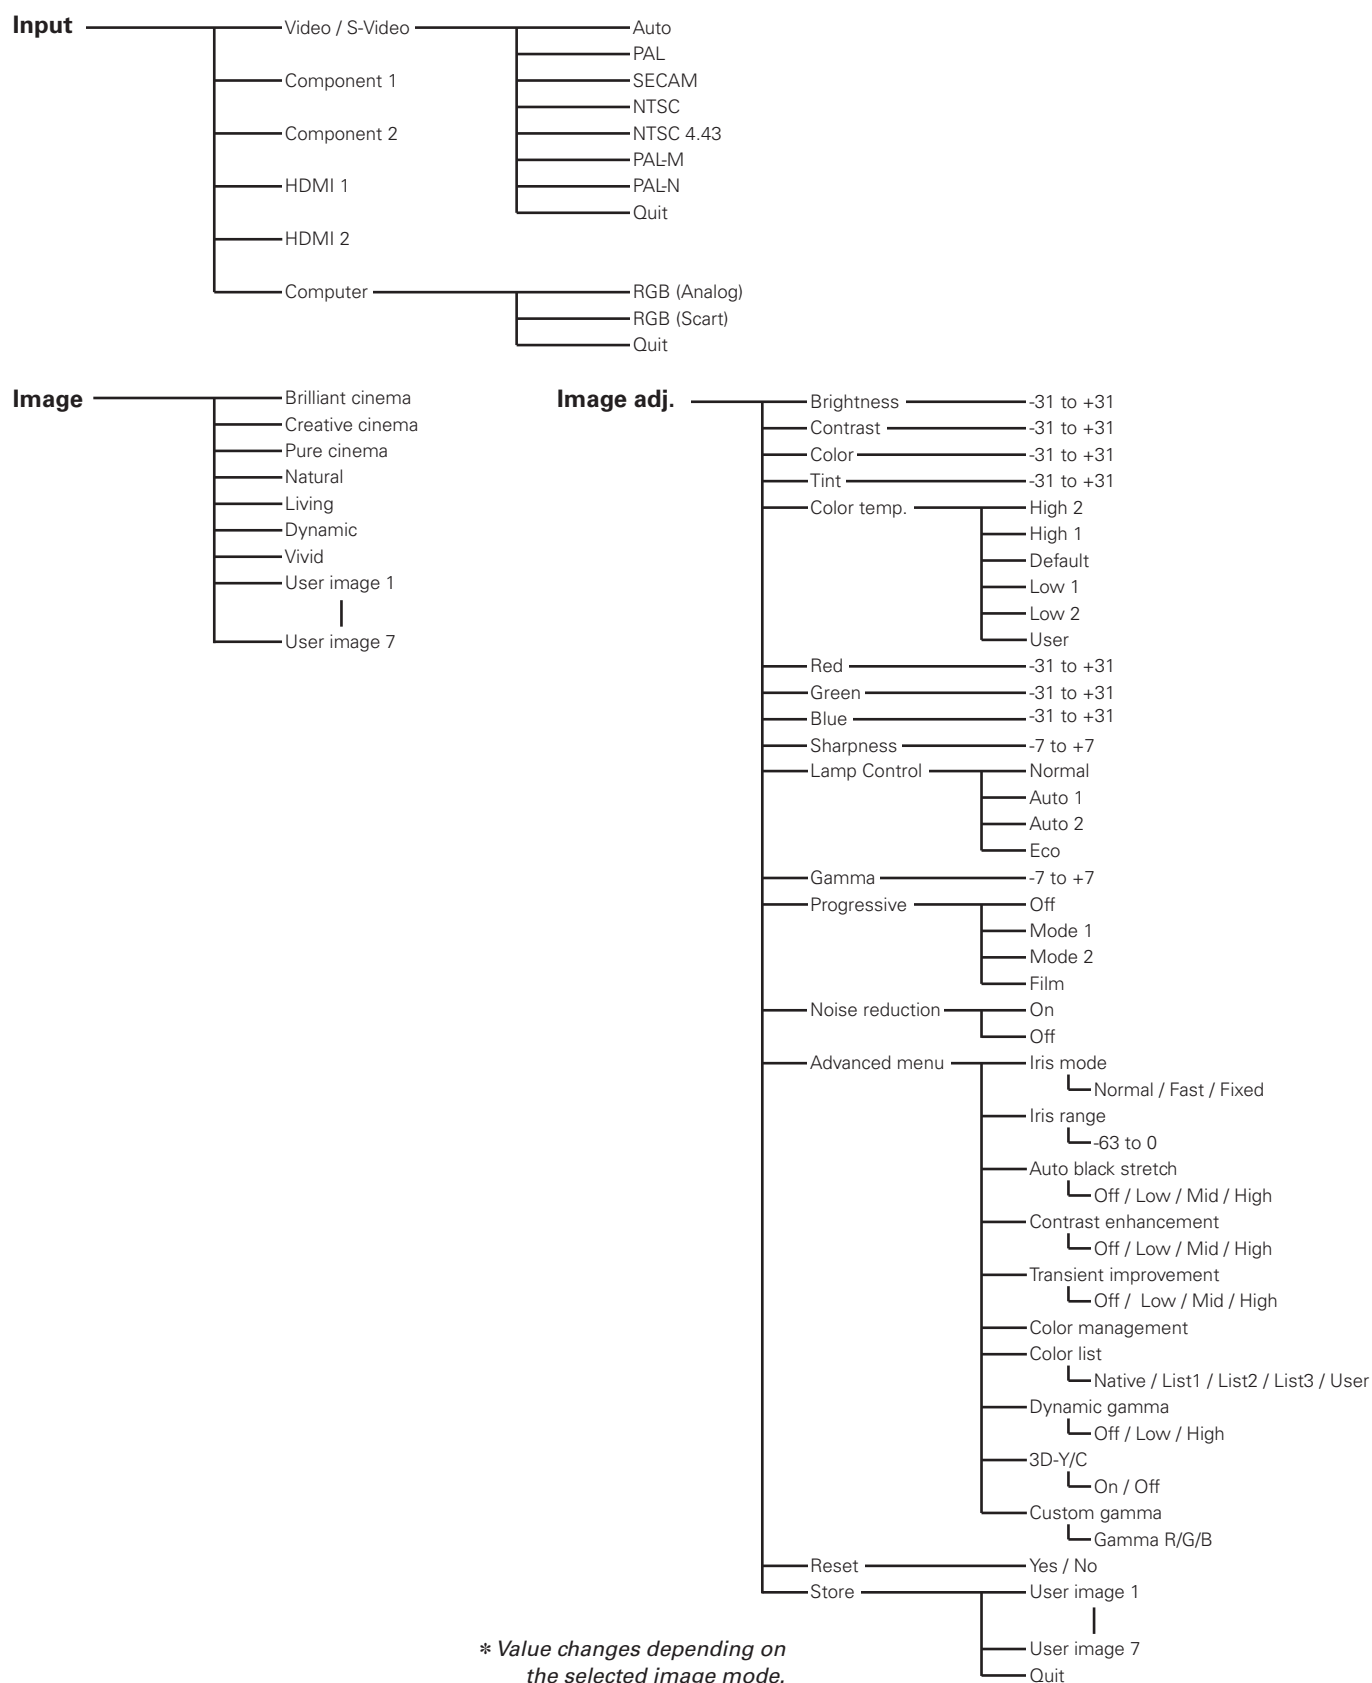 Input
Video / S-Video
Auto
PAL
SECAM
NTSC
NTSC 4.43
PAL-M
PAL-N
Quit
Component 1
Component 2
HDMI 1
HDMI 2
Computer
RGB (Analog)
RGB (Scart)
Quit
Image
Brilliant cinema
Creative cinema
Pure cinema
Natural
Living
Dynamic
Vivid
User image 1
User image 7
Image adj.
Brightness
-31 to +31
Contrast
-31 to +31
Color
-31 to +31
Tint
-31 to +31
Color temp.
High 2
High 1
Default
Low 1
Low 2
User
Red
-31 to +31
Green
-31 to +31
Blue
-31 to +31
Sharpness
-7 to +7
Lamp Control
Normal
Auto 1
Auto 2
Eco
Gamma
-7 to +7
Progressive
Off
Mode 1
Mode 2
Film
Noise reduction
On
Off
Advanced menu
Iris mode
Normal / Fast / Fixed
Iris range
-63 to 0
Auto black stretch
Off / Low / Mid / High
Contrast enhancement
Off / Low / Mid / High
Transient improvement
Off / Low / Mid / High
Color management
Color list
Native / List1 / List2 / List3 / User
Dynamic gamma
Off / Low / High
3D-Y/C
On / Off
Custom gamma
Gamma R/G/B
Reset
Yes / No
Store
User image 1
User image 7
Quit
* Value changes depending on
the selected image mode.